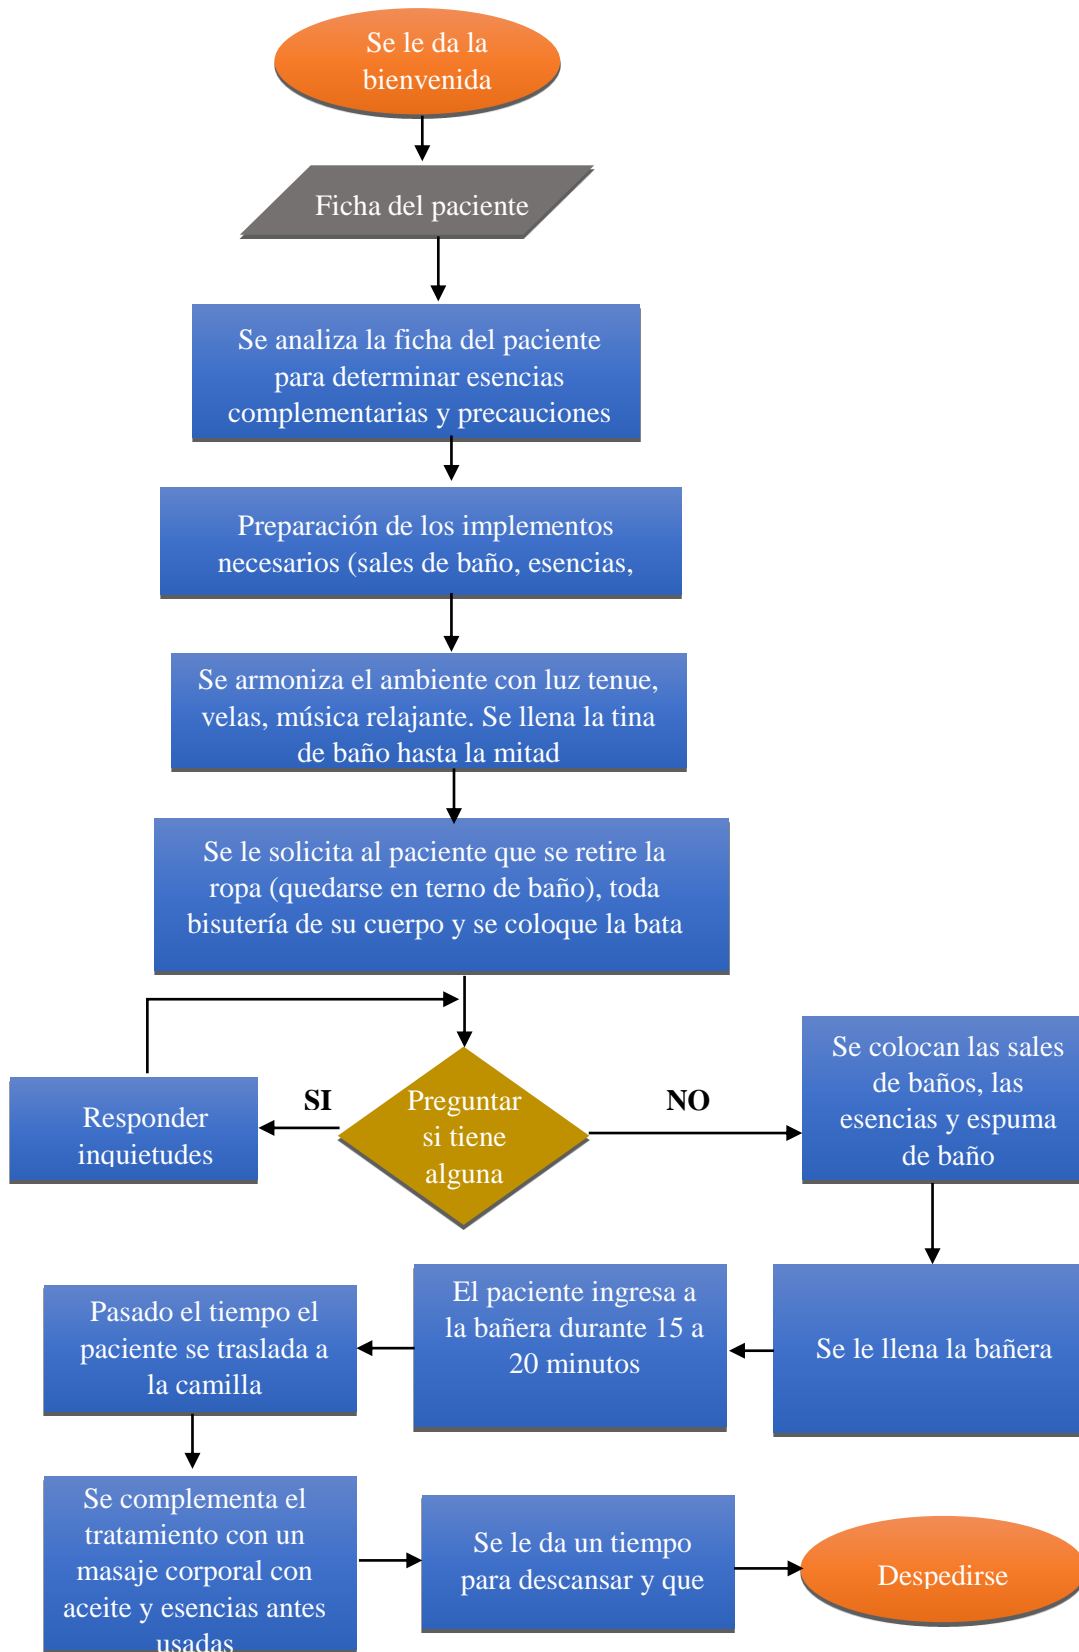 Se le da la
bienvenida
Ficha del paciente
Se analiza la ficha del paciente
para determinar esencias
complementarias y precauciones
Preparación de los implementos
necesarios (sales de baño, esencias,
Se armoniza el ambiente con luz tenue,
velas, música relajante. Se llena la tina
de baño hasta la mitad
Se le solicita al paciente que se retire la
ropa (quedarse en terno de baño), toda
bisutería de su cuerpo y se coloque la bata
Preguntar
si tiene
alguna
SI
Responder
inquietudes
NO
Se colocan las sales
de baños, las
esencias y espuma
de baño
Se le llena la bañera
El paciente ingresa a
la bañera durante 15 a
20 minutos
Pasado el tiempo el
paciente se traslada a
la camilla
Se complementa el
tratamiento con un
masaje corporal con
aceite y esencias antes
usadas
Se le da un tiempo
para descansar y que
Despedirse